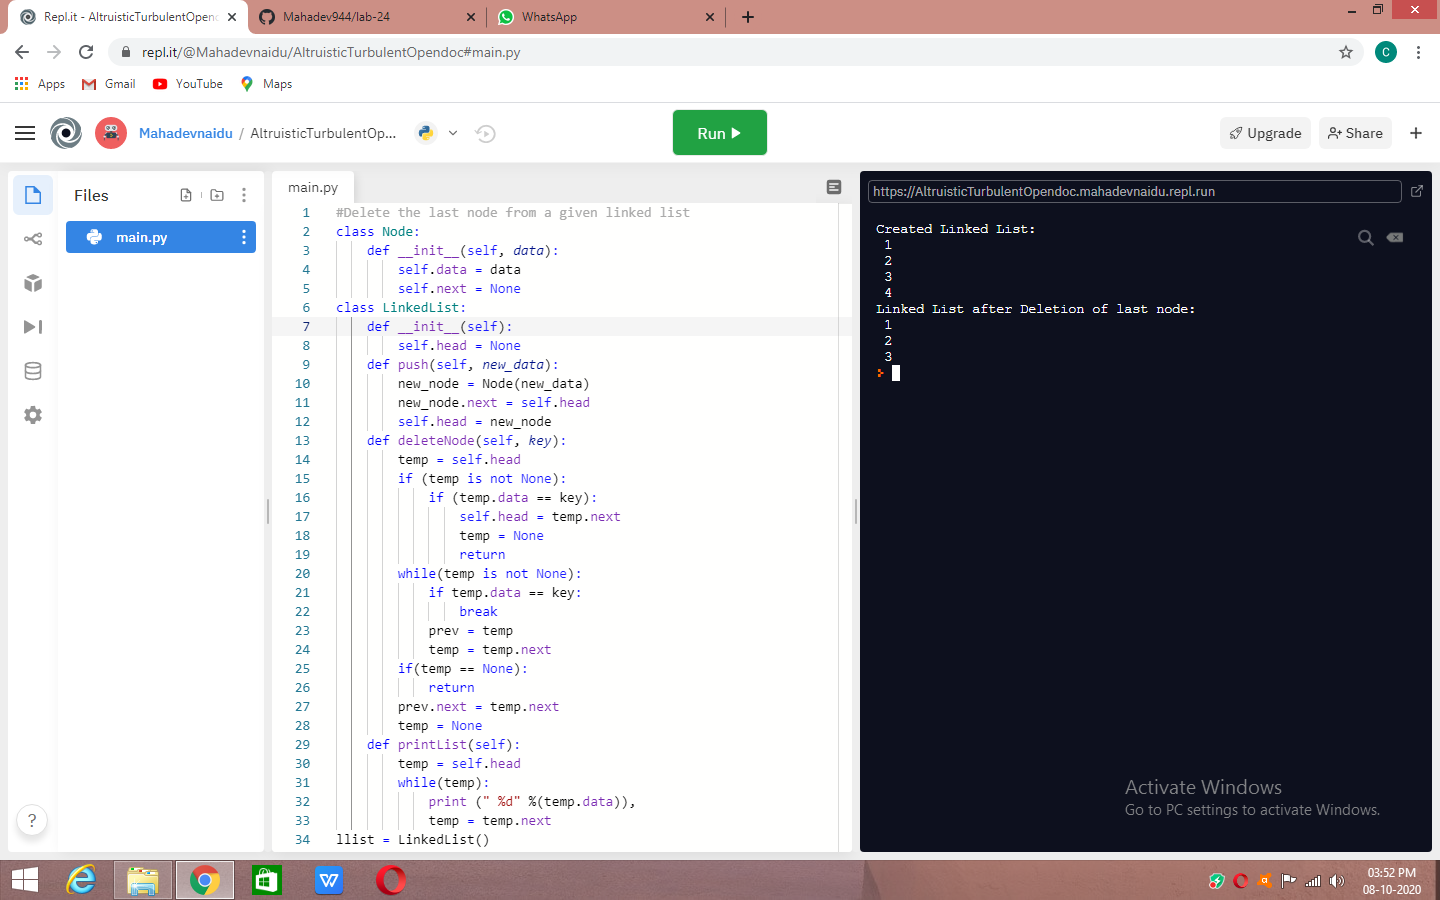 Repl.it - AltruisticTurbulentOpend
Mahadev944/lab-24
WhatsApp
repl.it/@Mahadevnaidu/AltruisticTurbulentOpendoc#main.py
C
Apps
Gmail
YouTube
Maps
Mahadevnaidu / AltruisticTurbulentOp...
Run
Upgrade
Share
Files
main.py
main.py
1 #Delete the last node from a given linked list
2 class Node:
3 def __init__(self, data):
4 self.data = data
5 self.next = None
6 class LinkedList:
7 def __init__(self):
8 self.head = None
9 def push(self, new_data):
10 new_node = Node(new_data)
11 new_node.next = self.head
12 self.head = new_node
13 def deleteNode(self, key):
14 temp = self.head
15 if (temp is not None):
16 if (temp.data == key):
17 self.head = temp.next
18 temp = None
19 return
20 while(temp is not None):
21 if temp.data == key:
22 break
23 prev = temp
24 temp = temp.next
25 if(temp == None):
26 return
27 prev.next = temp.next
28 temp = None
29 def printList(self):
30 temp = self.head
31 while(temp):
32 print (" %d" %(temp.data)),
33 temp = temp.next
34 llist = LinkedList()
https://AltruisticTurbulentOpendoc.mahadevnaidu.repl.run
Created Linked List:
1
2
3
4
Linked List after Deletion of last node:
1
2
3
Activate Windows
Go to PC settings to activate Windows.
?
W
03:52 PM
08-10-2020